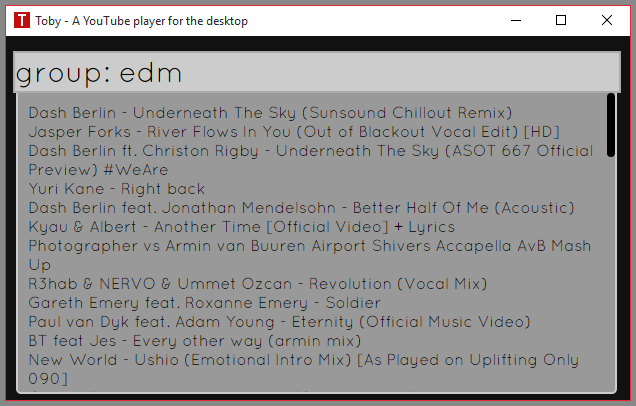 T Toby - A YouTube player for the desktop
group: edm
Dash Berlin - Underneath The Sky (Sunsound Chillout Remix)
Jasper Forks - River Flows In You (Out of Blackout Vocal Edit) [HD]
Dash Berlin ft. Christon Rigby - Underneath The Sky (ASOT 667 Official
Preview) #WeAre
Yuri Kane - Right back
Dash Berlin feat. Jonathan Mendelsohn - Better Half Of Me (Acoustic)
Kyau & Albert - Another Time [Official Video] + Lyrics
Photographer vs Armin van Buuren Airport Shivers Accapella AvB Mash
Up
R3hab & NERVO & Ummet Ozcan - Revolution (Vocal Mix)
Gareth Emery feat. Roxanne Emery - Soldier
Paul van Dyk feat. Adam Young - Eternity (Official Music Video)
BT feat Jes - Every other way (armin mix)
New World - Ushio (Emotional Intro Mix) [As Played on Uplifting Only
090]